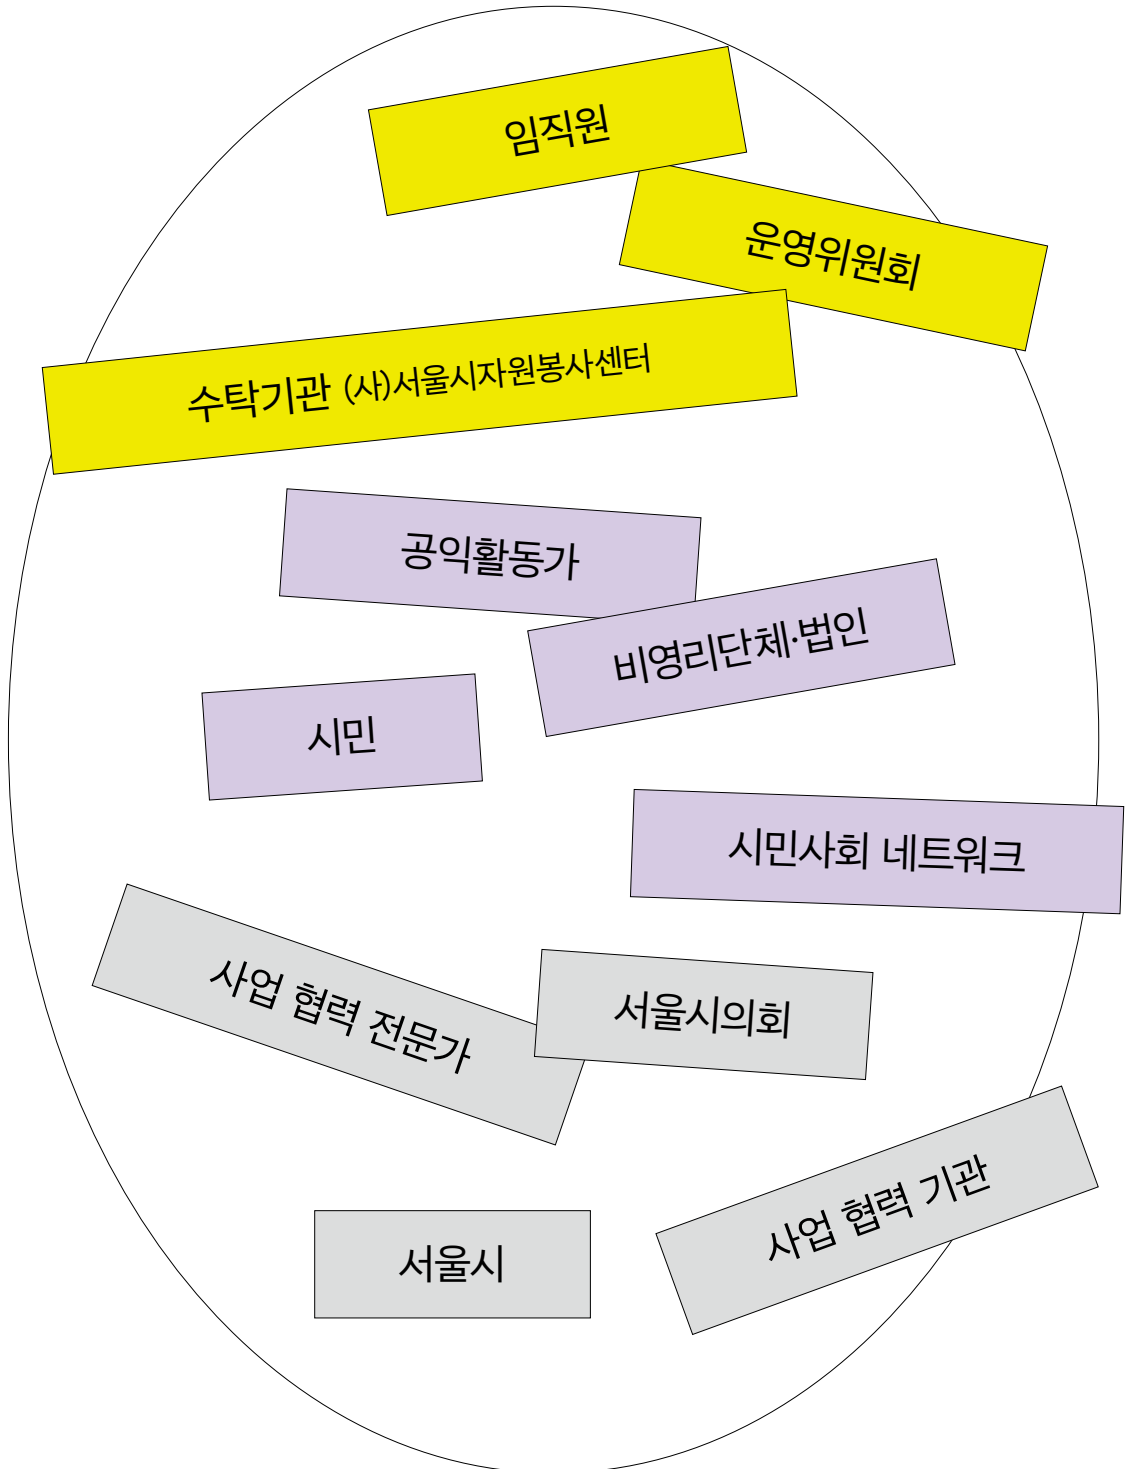 임직원
운영위원회
수탁기관 (사)서울시자원봉사센터
공익활동가
비영리단체·법인
시민
시민사회 네트워크
사업 협력 전문가
서울시의회
사업 협력 기관
서울시